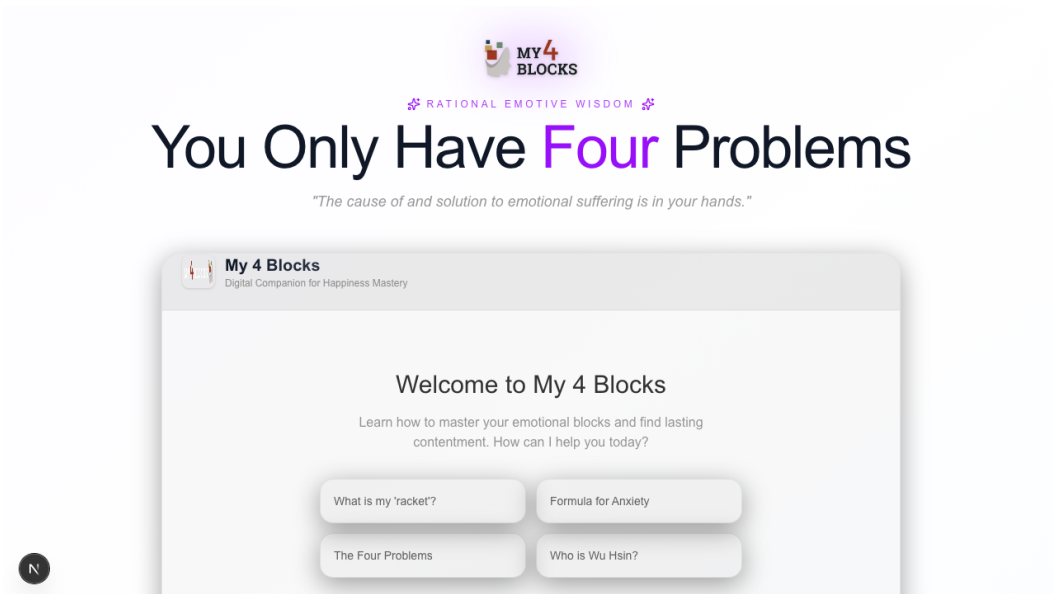 MY 4
BLOCKS
RATIONAL EMOTIVE WISDOM
You Only Have Four Problems
"The cause of and solution to emotional suffering is in your hands."
My 4 Blocks
Digital Companion for Happiness Mastery
Welcome to My 4 Blocks
Learn how to master your emotional blocks and find lasting
contentment. How can I help you today?
What is my 'racket'?
Formula for Anxiety
The Four Problems
Who is Wu Hsin?
N